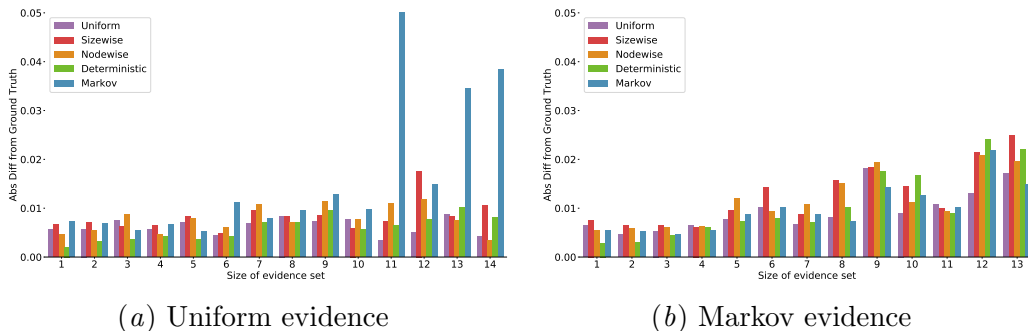 0.05
0.04
0.03
0.02
0.01
0.00
Abs Diff from Ground Truth
Uniform
Sizewise
Nodewise
Deterministic
Markov
1 2 3 4 5 6 7 8 9 10 11 12 13 14
Size of evidence set
(a) Uniform evidence
0.05
0.04
0.03
0.02
0.01
0.00
Abs Diff from Ground Truth
Uniform
Sizewise
Nodewise
Deterministic
Markov
1 2 3 4 5 6 7 8 9 10 11 12 13
Size of evidence set
(b) Markov evidence